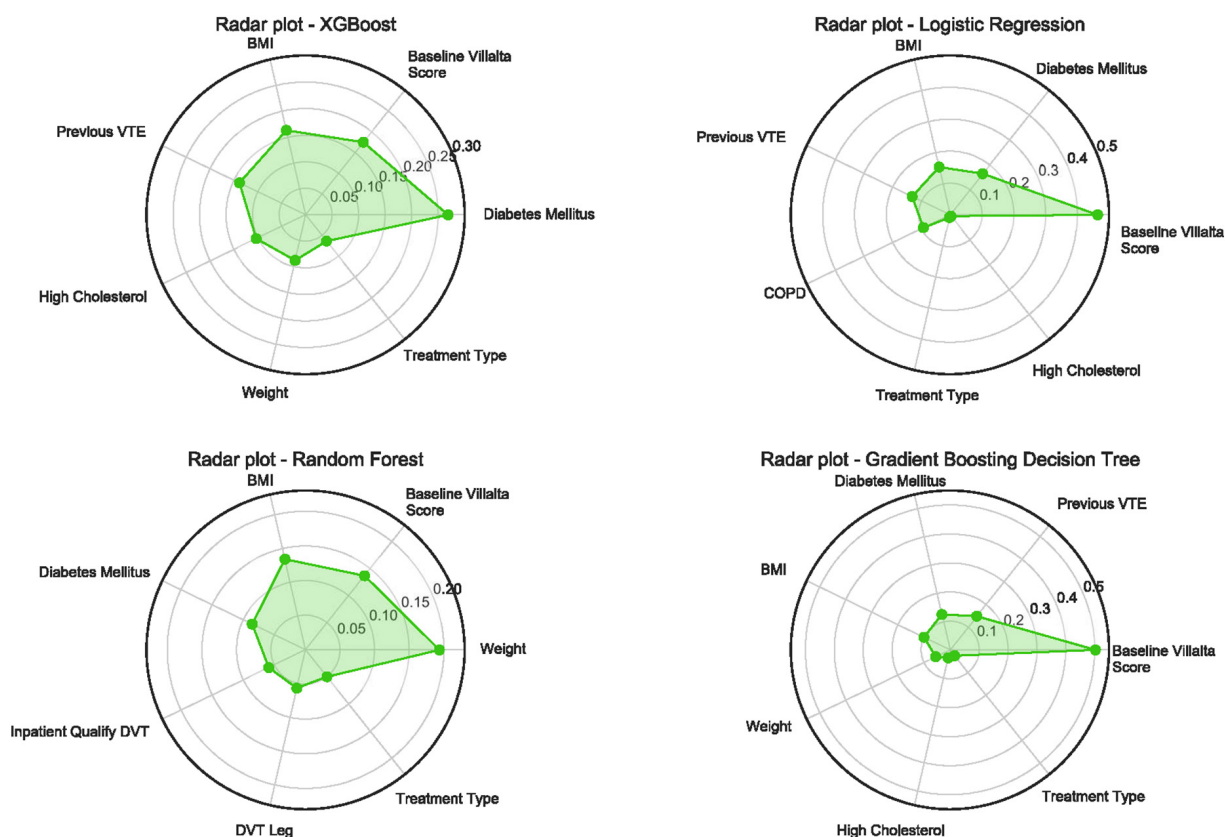 Radar plot - XGBoost
BMI
Baseline Villalta
Score
Previous VTE
0.05
0.10
0.15
0.20
0.25
0.30
Diabetes Mellitus
High Cholesterol
Treatment Type
Weight
Radar plot - Logistic Regression
BMI
Diabetes Mellitus
Previous VTE
0.1
0.2
0.3
0.4
0.5
Baseline Villalta
Score
COPD
High Cholesterol
Treatment Type
Radar plot - Random Forest
BMI
Baseline Villalta
Score
Diabetes Mellitus
0.05
0.10
0.15
0.20
Weight
Inpatient Qualify DVT
Treatment Type
DVT Leg
Radar plot - Gradient Boosting Decision Tree
Diabetes Mellitus
Previous VTE
BMI
0.1
0.2
0.3
0.4
0.5
Baseline Villalta
Score
Weight
Treatment Type
High Cholesterol